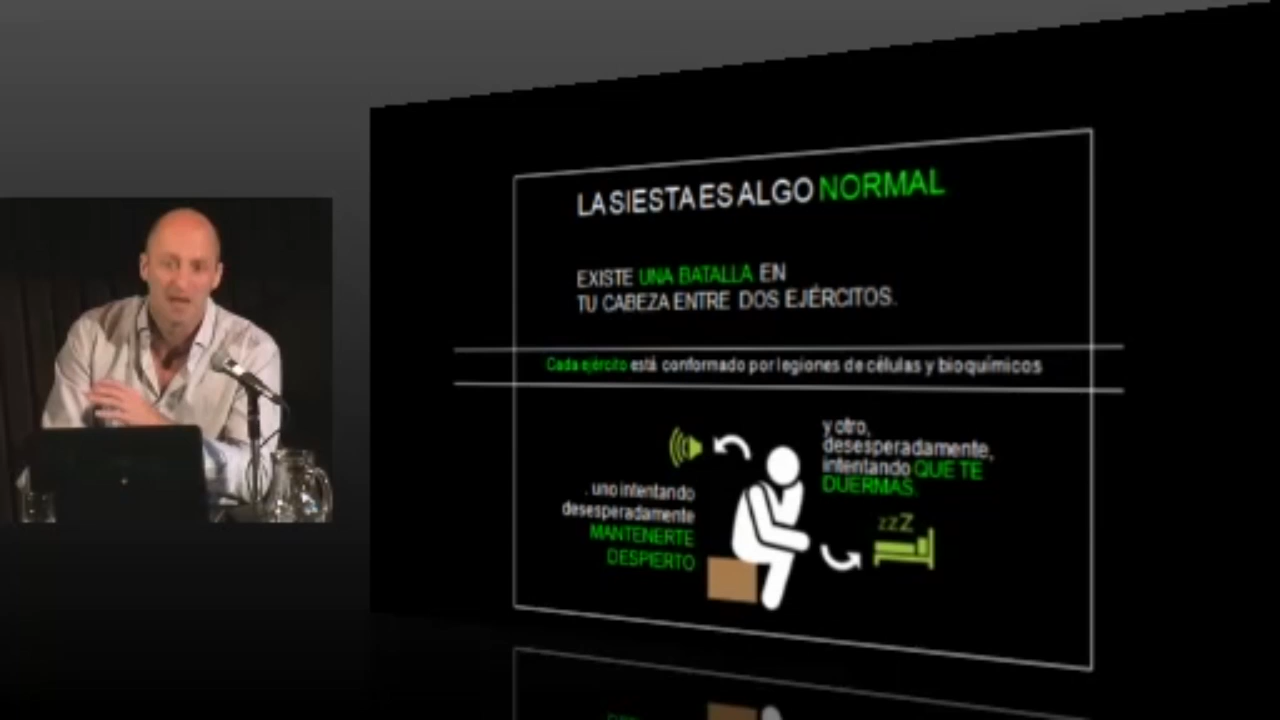 LA SIESTA ES ALGO NORMAL
EXISTE UNA BATALLA EN
TU CABEZA ENTRE DOS EJÉRCITOS.
Cada ejército está conformado por legiones de células y bioquímicos
. uno intentando
desesperadamente
MANTENERTE
DESPIERTO
y otro,
desesperadamente,
intentando QUE TE
DUERMAS.
zzZ